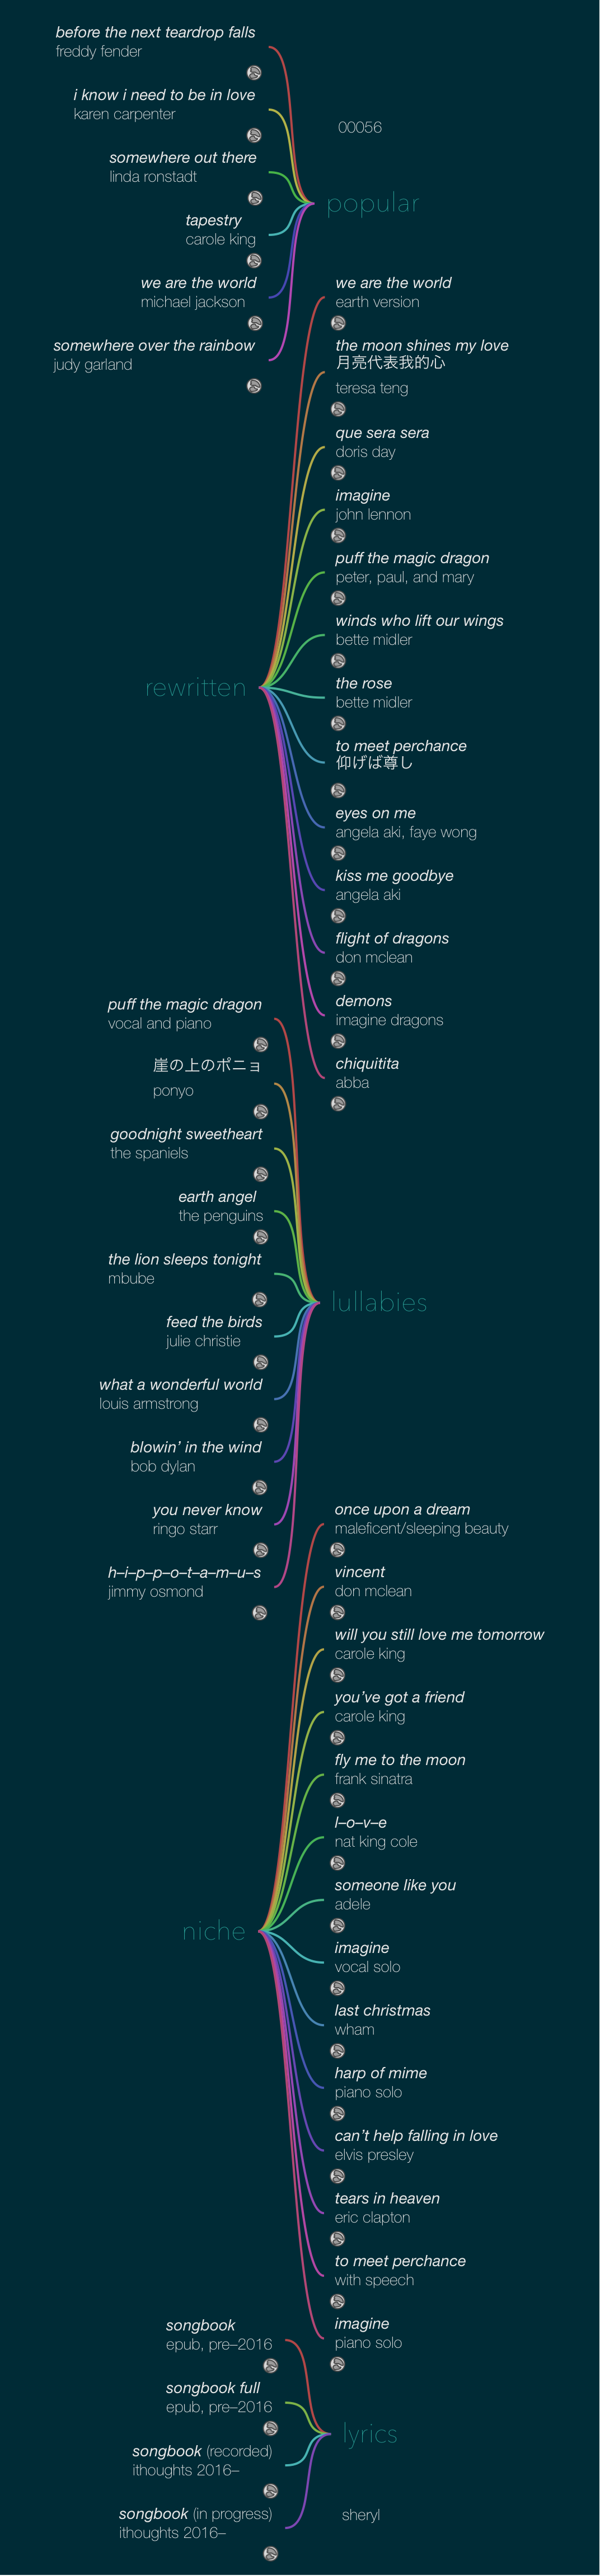 before the next teardrop falls
freddy fender
i know i need to be in love
karen carpenter
00056
somewhere out there
linda ronstadt
popular
tapestry
carole king
we are the world
michael jackson
somewhere over the rainbow
judy garland
we are the world
earth version
the moon shines my love
月亮代表我的心
teresa teng
que sera sera
doris day
imagine
john lennon
puff the magic dragon
peter, paul, and mary
winds who lift our wings
bette midler
rewritten
the rose
bette midler
to meet perchance
仰げば尊し
eyes on me
angela aki, faye wong
kiss me goodbye
angela aki
flight of dragons
don mclean
demons
imagine dragons
chiquitita
abba
puff the magic dragon
vocal and piano
崖の上のポニョ
ponyo
goodnight sweetheart
the spaniels
earth angel
the penguins
the lion sleeps tonight
mbube
lullabies
feed the birds
julie christie
what a wonderful world
louis armstrong
blowin' in the wind
bob dylan
you never know
ringo starr
h–i–p–p–o–t–a–m–u–s
jimmy osmond
once upon a dream
maleficent/sleeping beauty
vincent
don mclean
will you still love me tomorrow
carole king
you've got a friend
carole king
fly me to the moon
frank sinatra
l–o–v–e
nat king cole
someone like you
adele
niche
imagine
vocal solo
last christmas
wham
harp of mime
piano solo
can't help falling in love
elvis presley
tears in heaven
eric clapton
to meet perchance
with speech
imagine
piano solo
songbook
epub, pre–2016
songbook full
epub, pre–2016
lyrics
songbook (recorded)
ithoughts 2016–
songbook (in progress)
ithoughts 2016–
sheryl